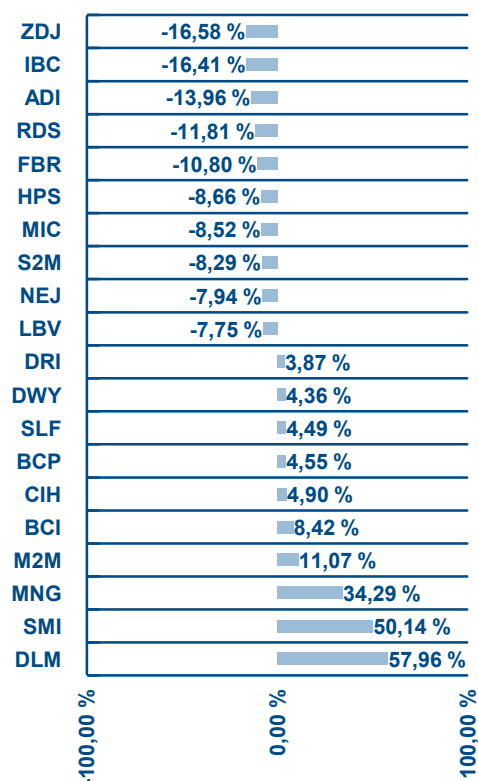 ZDJ -16,58 %
IBC -16,41 %
ADI -13,96 %
RDS -11,81 %
FBR -10,80 %
HPS -8,66 %
MIC -8,52 %
S2M -8,29 %
NEJ -7,94 %
LBV -7,75 %
DRI 3,87 %
DWY 4,36 %
SLF 4,49 %
BCP 4,55 %
CIH 4,90 %
BCI 8,42 %
M2M 11,07 %
MNG 34,29 %
SMI 50,14 %
DLM 57,96 %
-100,00 %
0,00 %
100,00 %